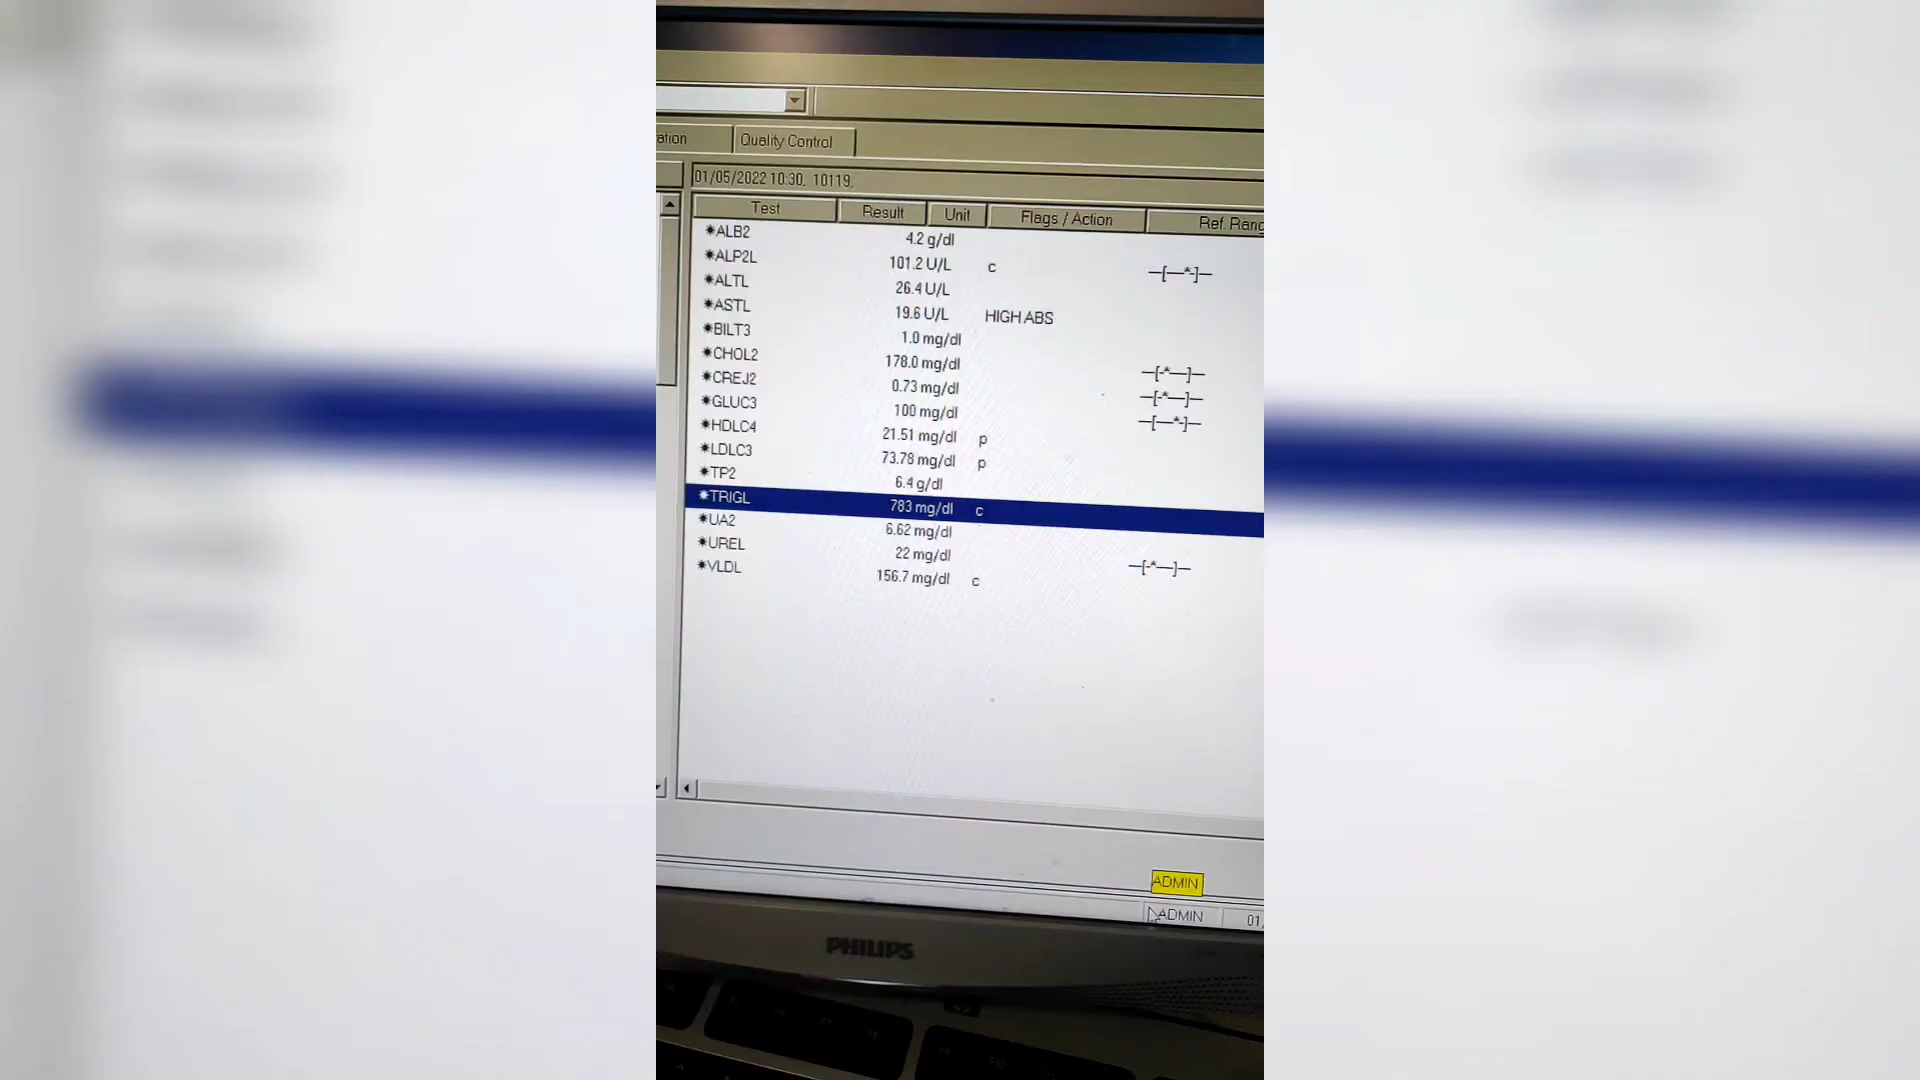 ation Quality Control
01/05/2022 10:30, 10119,
Test Result Unit Flags / Action Ref. Rang
*ALB2 4.2 g/dl
*ALP2L 101.2 U/L c —[—*-]—
*ALTL 26.4 U/L
*ASTL 19.6 U/L HIGH ABS
*BILT3 1.0 mg/dl
*CHOL2 178.0 mg/dl —[-*—]—
*CREJ2 0.73 mg/dl —[-*—]—
*GLUC3 100 mg/dl —[—*-]—
*HDLC4 21.51 mg/dl p
*LDLC3 73.78 mg/dl p
*TP2 6.4 g/dl
*TRIGL 783 mg/dl c
*UA2 6.62 mg/dl
*UREL 22 mg/dl —[-*—]—
*VLDL 156.7 mg/dl c
ADMIN
ADMIN 01
PHILIPS